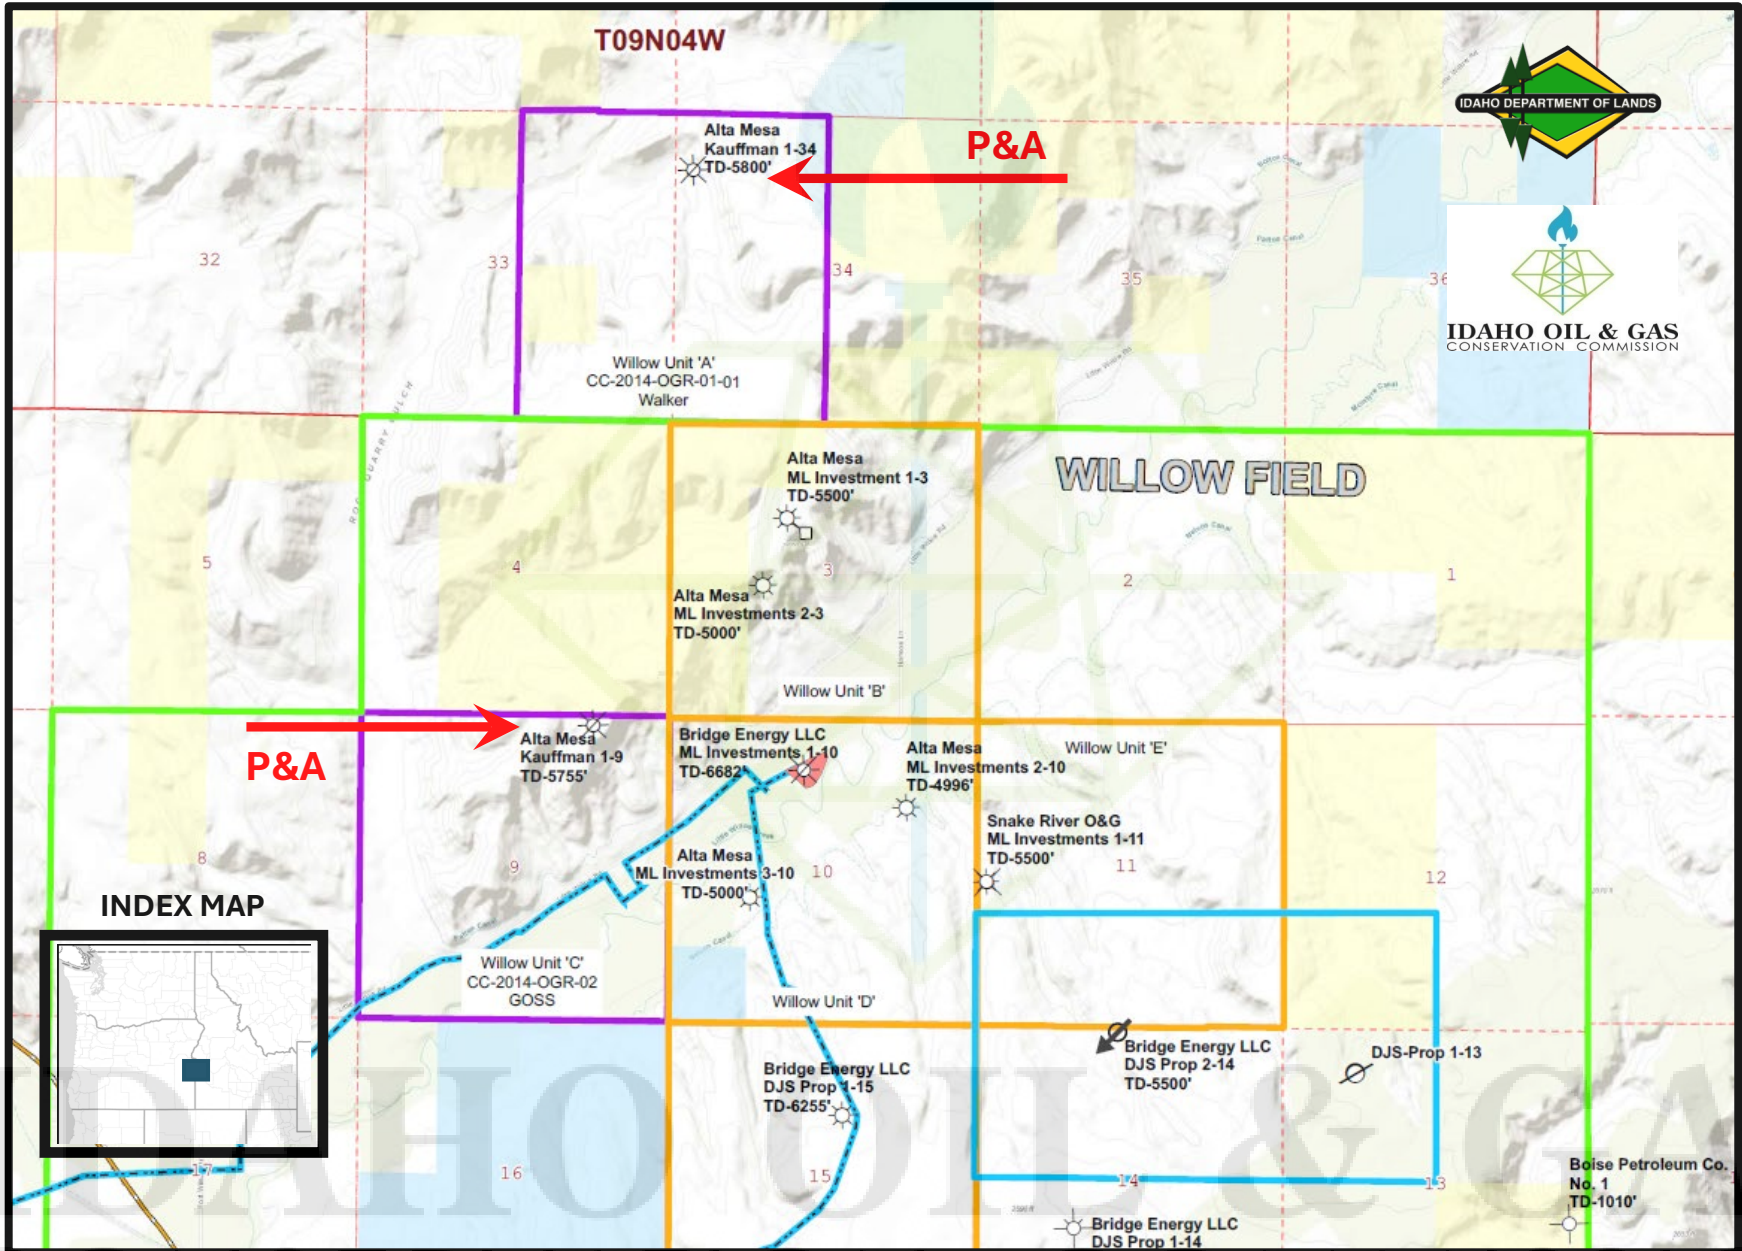 T09N04W
IDAHO DEPARTMENT OF LANDS
Alta Mesa
Kauffman 1-34
TD-5800'
P&A
IDAHO OIL & GAS
CONSERVATION COMMISSION
32
33
34
35
36
Willow Unit 'A'
CC-2014-OGR-01-01
Walker
WILLOW FIELD
Alta Mesa
ML Investment 1-3
TD-5500'
5
4
3
2
1
Alta Mesa
ML Investments 2-3
TD-5000'
Willow Unit 'B'
P&A
Alta Mesa
Kauffman 1-9
TD-5755'
Bridge Energy LLC
ML Investments 1-10
TD-6682'
Alta Mesa
ML Investments 2-10
TD-4996'
Willow Unit 'E'
Snake River O&G
ML Investments 1-11
TD-5500'
8
9
10
11
12
Alta Mesa
ML Investments 3-10
TD-5000'
INDEX MAP
Willow Unit 'C'
CC-2014-OGR-02
GOSS
Willow Unit 'D'
Bridge Energy LLC
DJS Prop 2-14
TD-5500'
DJS-Prop 1-13
Bridge Energy LLC
DJS Prop 1-15
TD-6255'
17
16
15
14
13
Boise Petroleum Co.
No. 1
TD-1010'
Bridge Energy LLC
DJS Prop 1-14
IDAHO OIL & GA